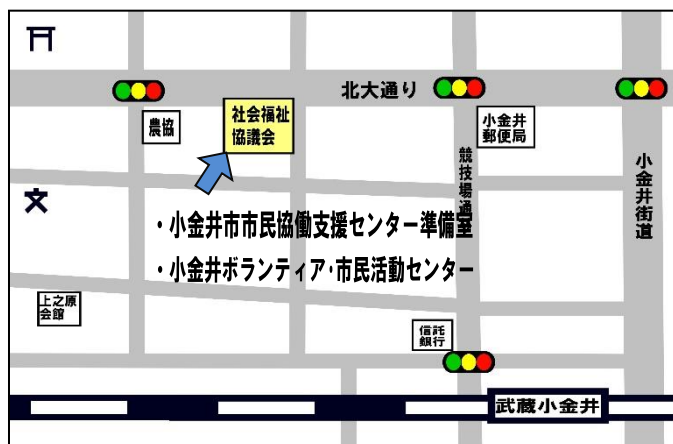 北大通り
農協
社会福祉
協議会
小金井
郵便局
競技場通
小金井街道
・小金井市市民協働支援センター準備室
・小金井ボランティア・市民活動センター
上之原
会館
信託
銀行
武蔵小金井